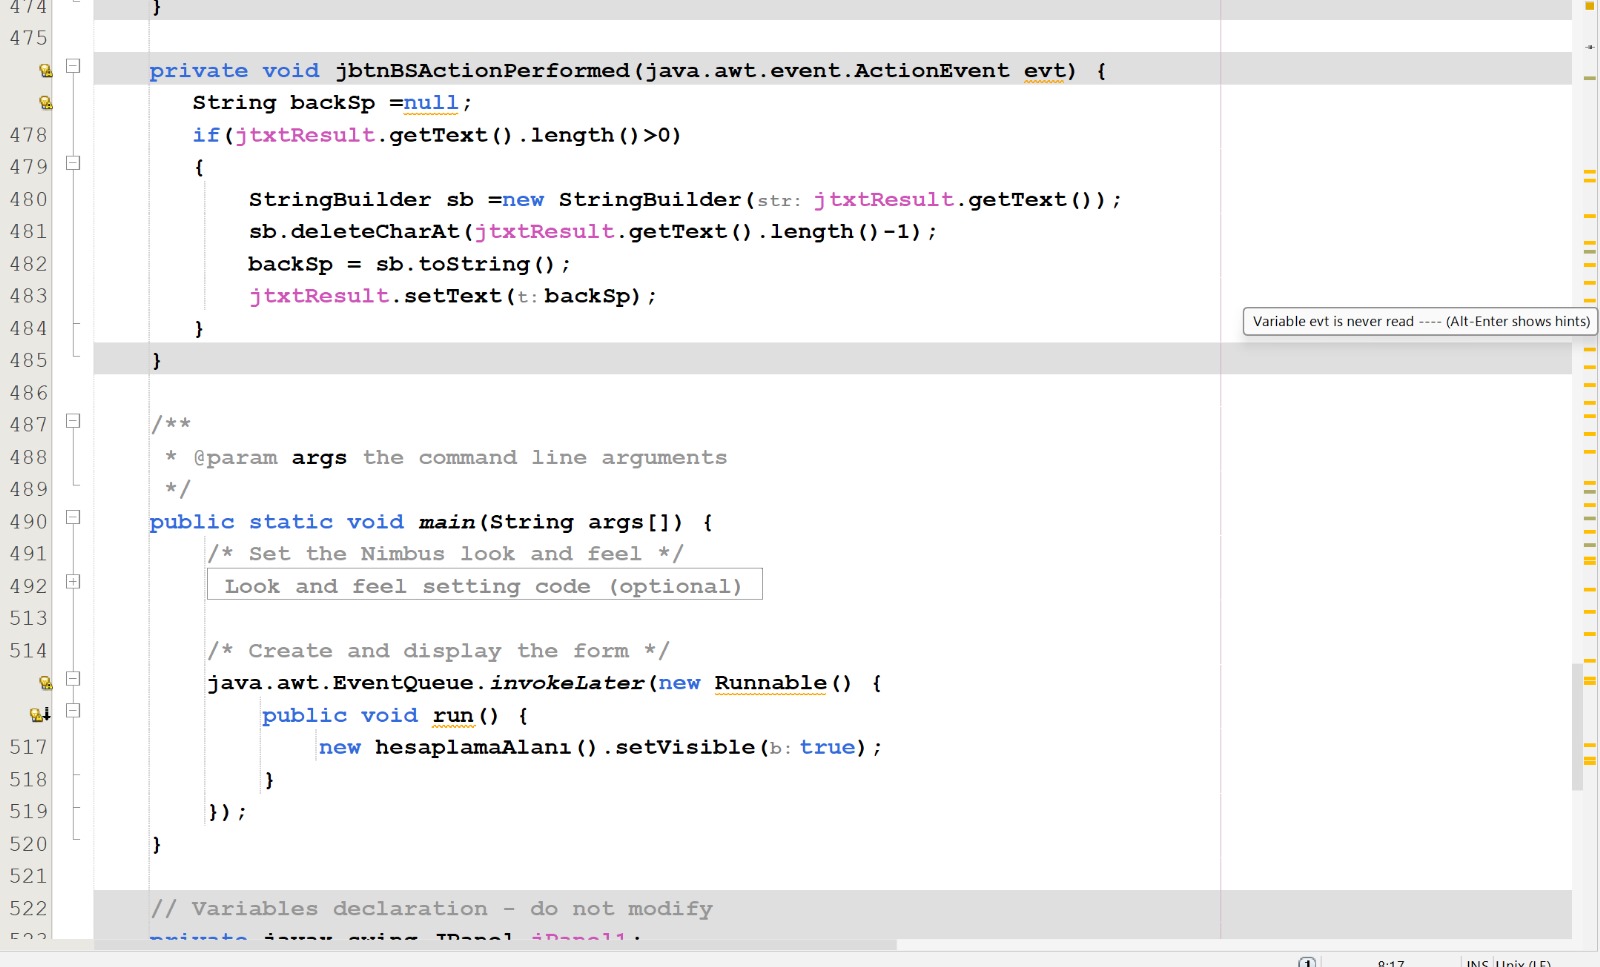 474 }
475
private void jbtnBSActionPerformed(java.awt.event.ActionEvent evt) {
String backSp =null;
478 if(jtxtResult.getText().length()>0)
479 {
480 StringBuilder sb =new StringBuilder(str: jtxtResult.getText());
481 sb.deleteCharAt(jtxtResult.getText().length()-1);
482 backSp = sb.toString();
483 jtxtResult.setText(t: backSp);
Variable evt is never read ---- (Alt-Enter shows hints)
484 }
485 }
486
487 /**
488 * @param args the command line arguments
489 */
490 public static void main(String args[]) {
491 /* Set the Nimbus look and feel */
492 Look and feel setting code (optional)
513
514 /* Create and display the form */
java.awt.EventQueue.invokeLater(new Runnable() {
public void run() {
517 new hesaplamaAlanı().setVisible(b: true);
518 }
519 });
520 }
521
522 // Variables declaration - do not modify
523 private javax.swing.JPanel jPanel1;
1 8:17 INS Unix (LF)